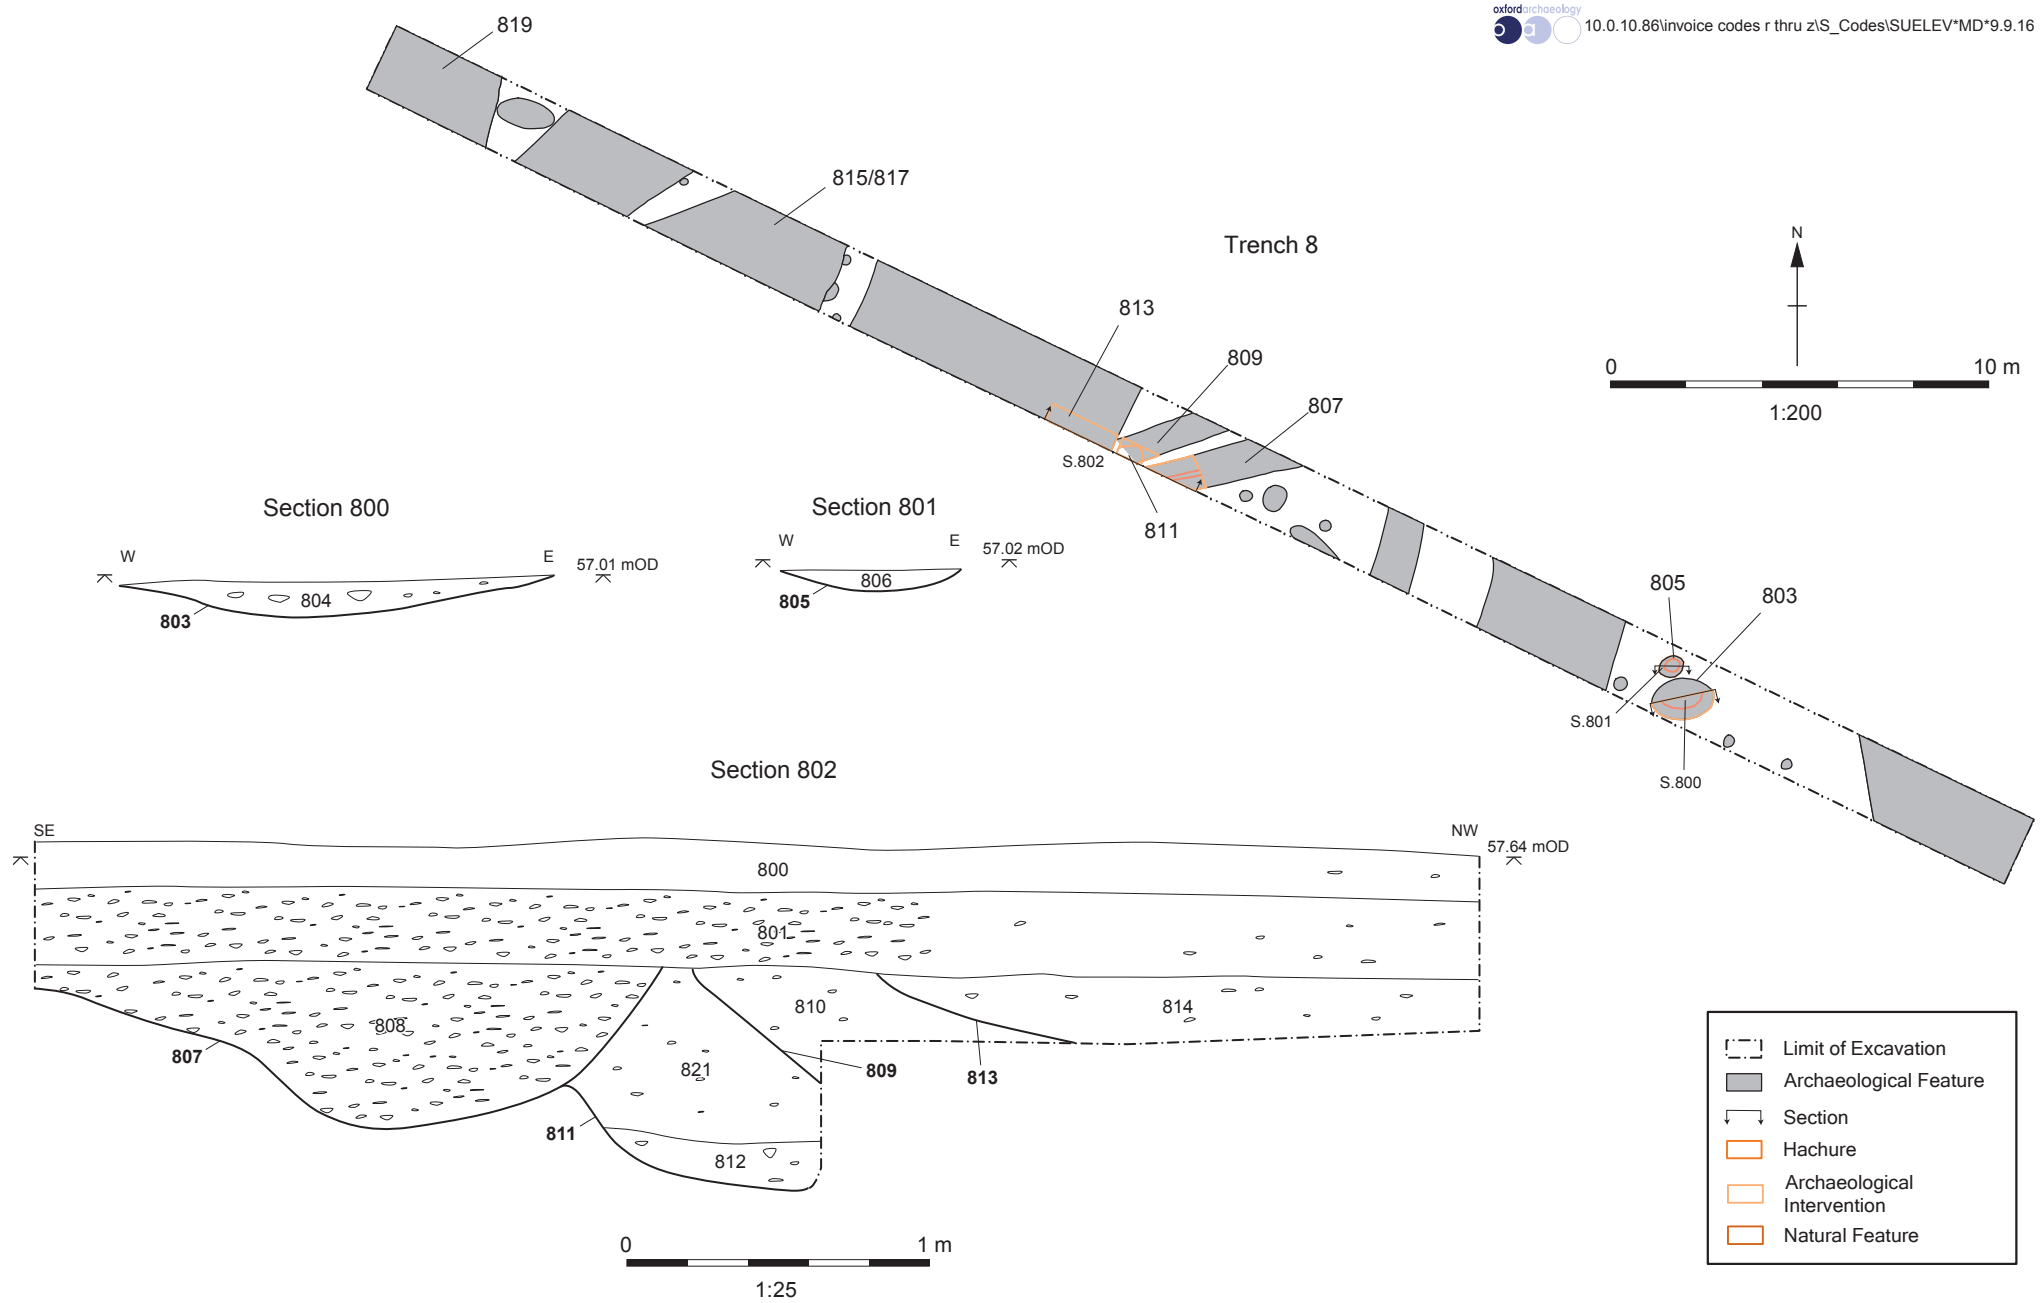 oxfordarchaeology
o a
10.0.10.86\invoice codes r thru z\S_Codes\SUELEV*MD*9.9.16
819
815/817
Trench 8
N
813
809
807
0 10 m
1:200
S.802
811
805
803
S.801
S.800
Section 800
W E 57.01 mOD
804
803
Section 801
W E 57.02 mOD
806
805
Section 802
SE NW
57.64 mOD
800
801
808
810
814
807
821
809
813
811
812
0 1 m
1:25
Limit of Excavation
Archaeological Feature
Section
Hachure
Archaeological
Intervention
Natural Feature